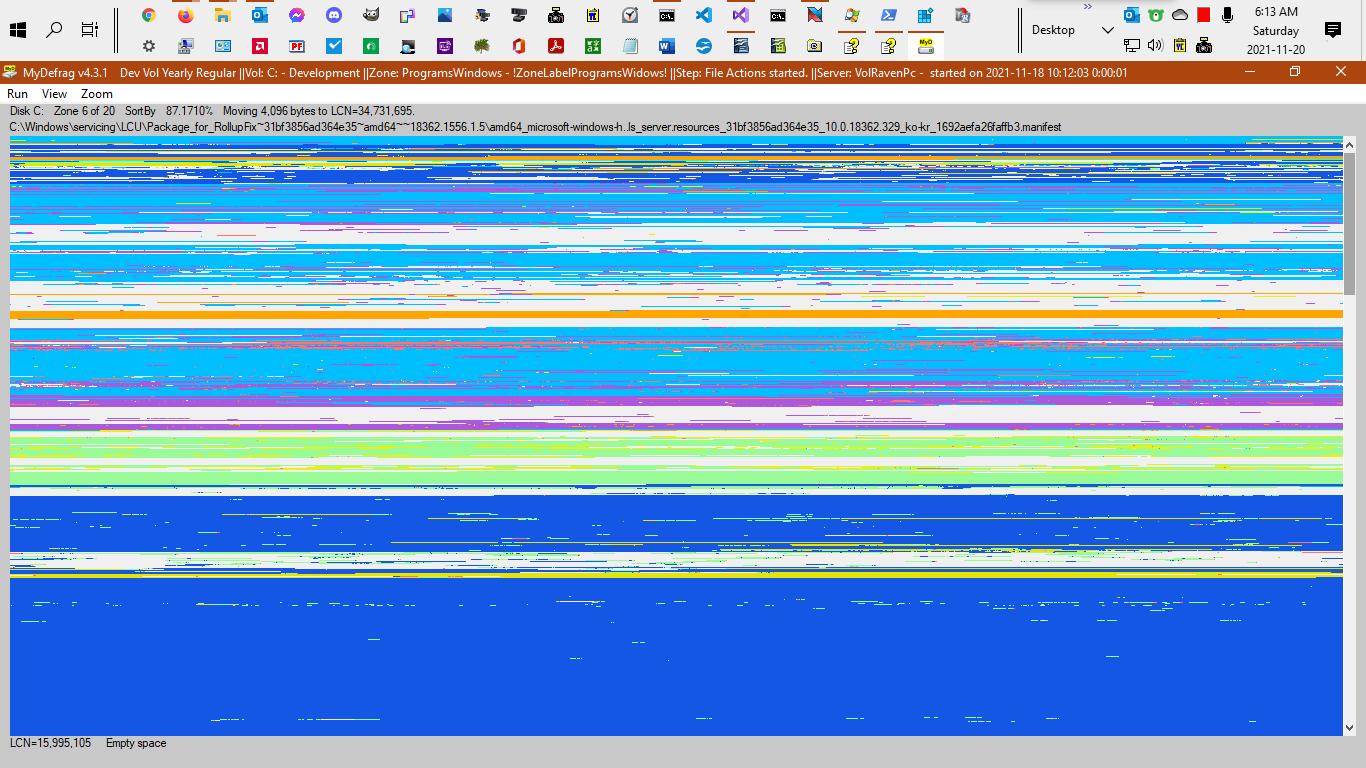 6:13 AM
Desktop
Saturday
2021-11-20
MyDefrag v4.3.1 Dev Vol Yearly Regular ||Vol: C: - Development ||Zone: ProgramsWindows - !ZoneLabelProgramsWidows! ||Step: File Actions started. ||Server: VolRavenPc - started on 2021-11-18 10:12:03 0:00:01
Run View Zoom
Disk C: Zone 6 of 20 SortBy 87.1710% Moving 4,096 bytes to LCN=34,731,695.
C:\Windows\servicing\LCU\Package_for_RollupFix~31bf3856ad364e35~amd64~~18362.1556.1.5\amd64_microsoft-windows-h..ls_server.resources_31bf3856ad364e35_10.0.18362.329_ko-kr_1692aefa26faffb3.manifest
LCN=15,995,105 Empty space